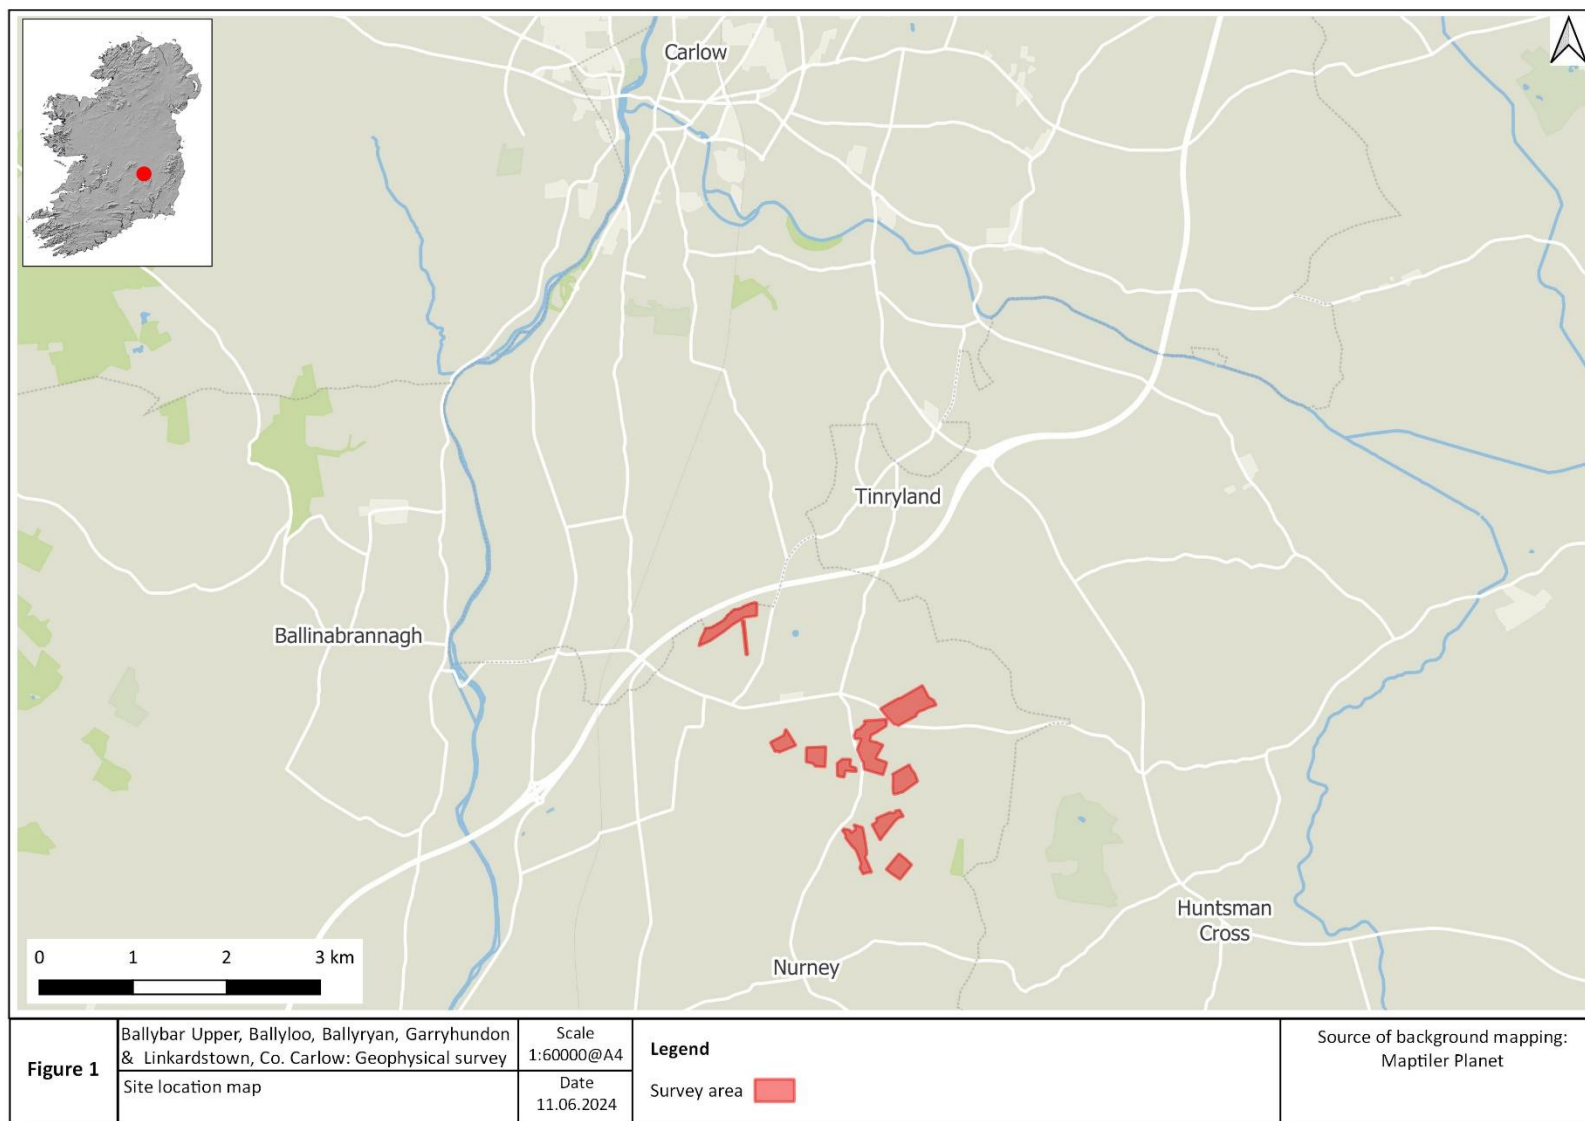 Carlow
Tinryland
Ballinabrannagh
Huntsman
Cross
Nurney
0 1 2 3 km
Figure 1
Ballybar Upper, Ballyloo, Ballyryan, Garryhundon
& Linkardstown, Co. Carlow: Geophysical survey
Site location map
Scale
1:60000@A4
Date
11.06.2024
Legend
Survey area
Source of background mapping:
Maptiler Planet